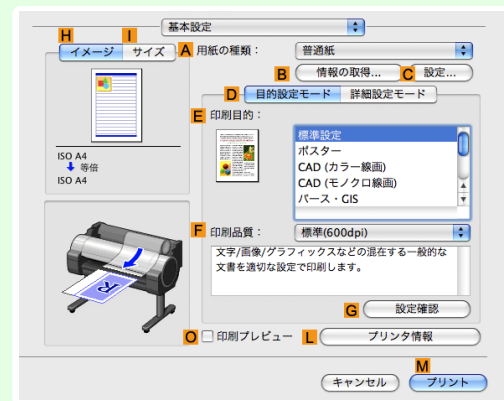 基本設定
H I
イメージ サイズ
A 用紙の種類： 普通紙
B 情報の取得... C 設定...
D 目的設定モード 詳細設定モード
E 印刷目的：
標準設定
ポスター
CAD (カラー線画)
CAD (モノクロ線画)
パース・GIS
ISO A4
等倍
ISO A4
F 印刷品質： 標準(600dpi)
文字/画像/グラフィックスなどの混在する一般的な
文書を適切な設定で印刷します。
G 設定確認
O 印刷プレビュー L プリンタ情報
M
キャンセル プリント